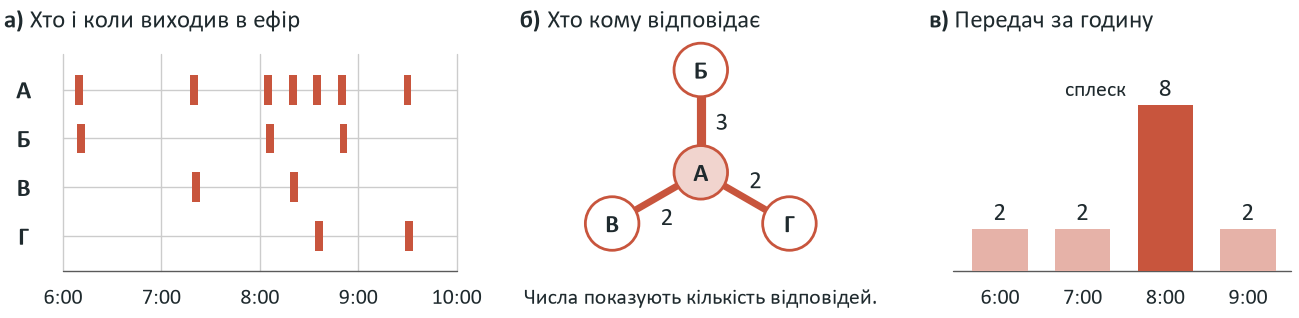 а) Хто і коли виходив в ефір
А
Б
В
Г
6:00 7:00 8:00 9:00 10:00
б) Хто кому відповідає
Б
3
А
2
2
В
Г
Числа показують кількість відповідей.
в) Передач за годину
сплеск 8
2 2 2
6:00 7:00 8:00 9:00